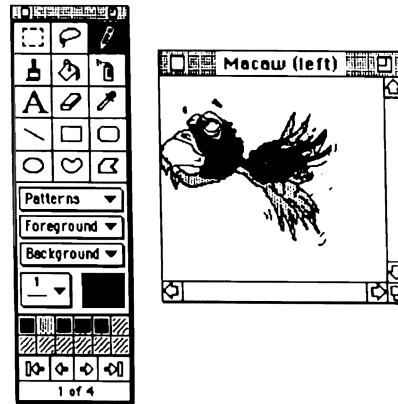 Macaw (left)
A
Patterns
Foreground
Background
1
1 of 4